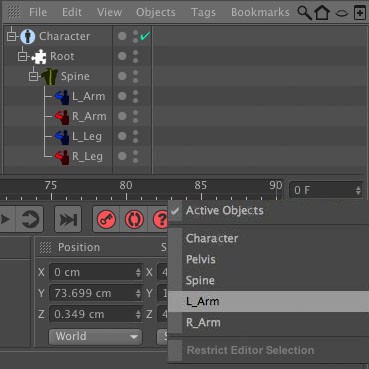 File Edit View Objects Tags Bookmarks
Character
Root
Spine
L_Arm
R_Arm
L_Leg
R_Leg
75 80 85 90 0 F
?
Active Objects
Position S
Character
Pelvis
X 0 cm X 4
Spine
Y 73.699 cm Y 1
L_Arm
Z 0.349 cm Z 4
R_Arm
World S
Restrict Editor Selection